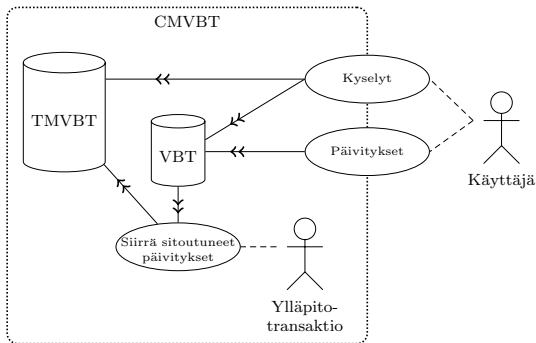 CMVBT
Kyselyt
TMVBT
VBT
Päivitykset
Käyttäjä
Siirrä sitoutuneet
päivitykset
Ylläpito-
transaktio